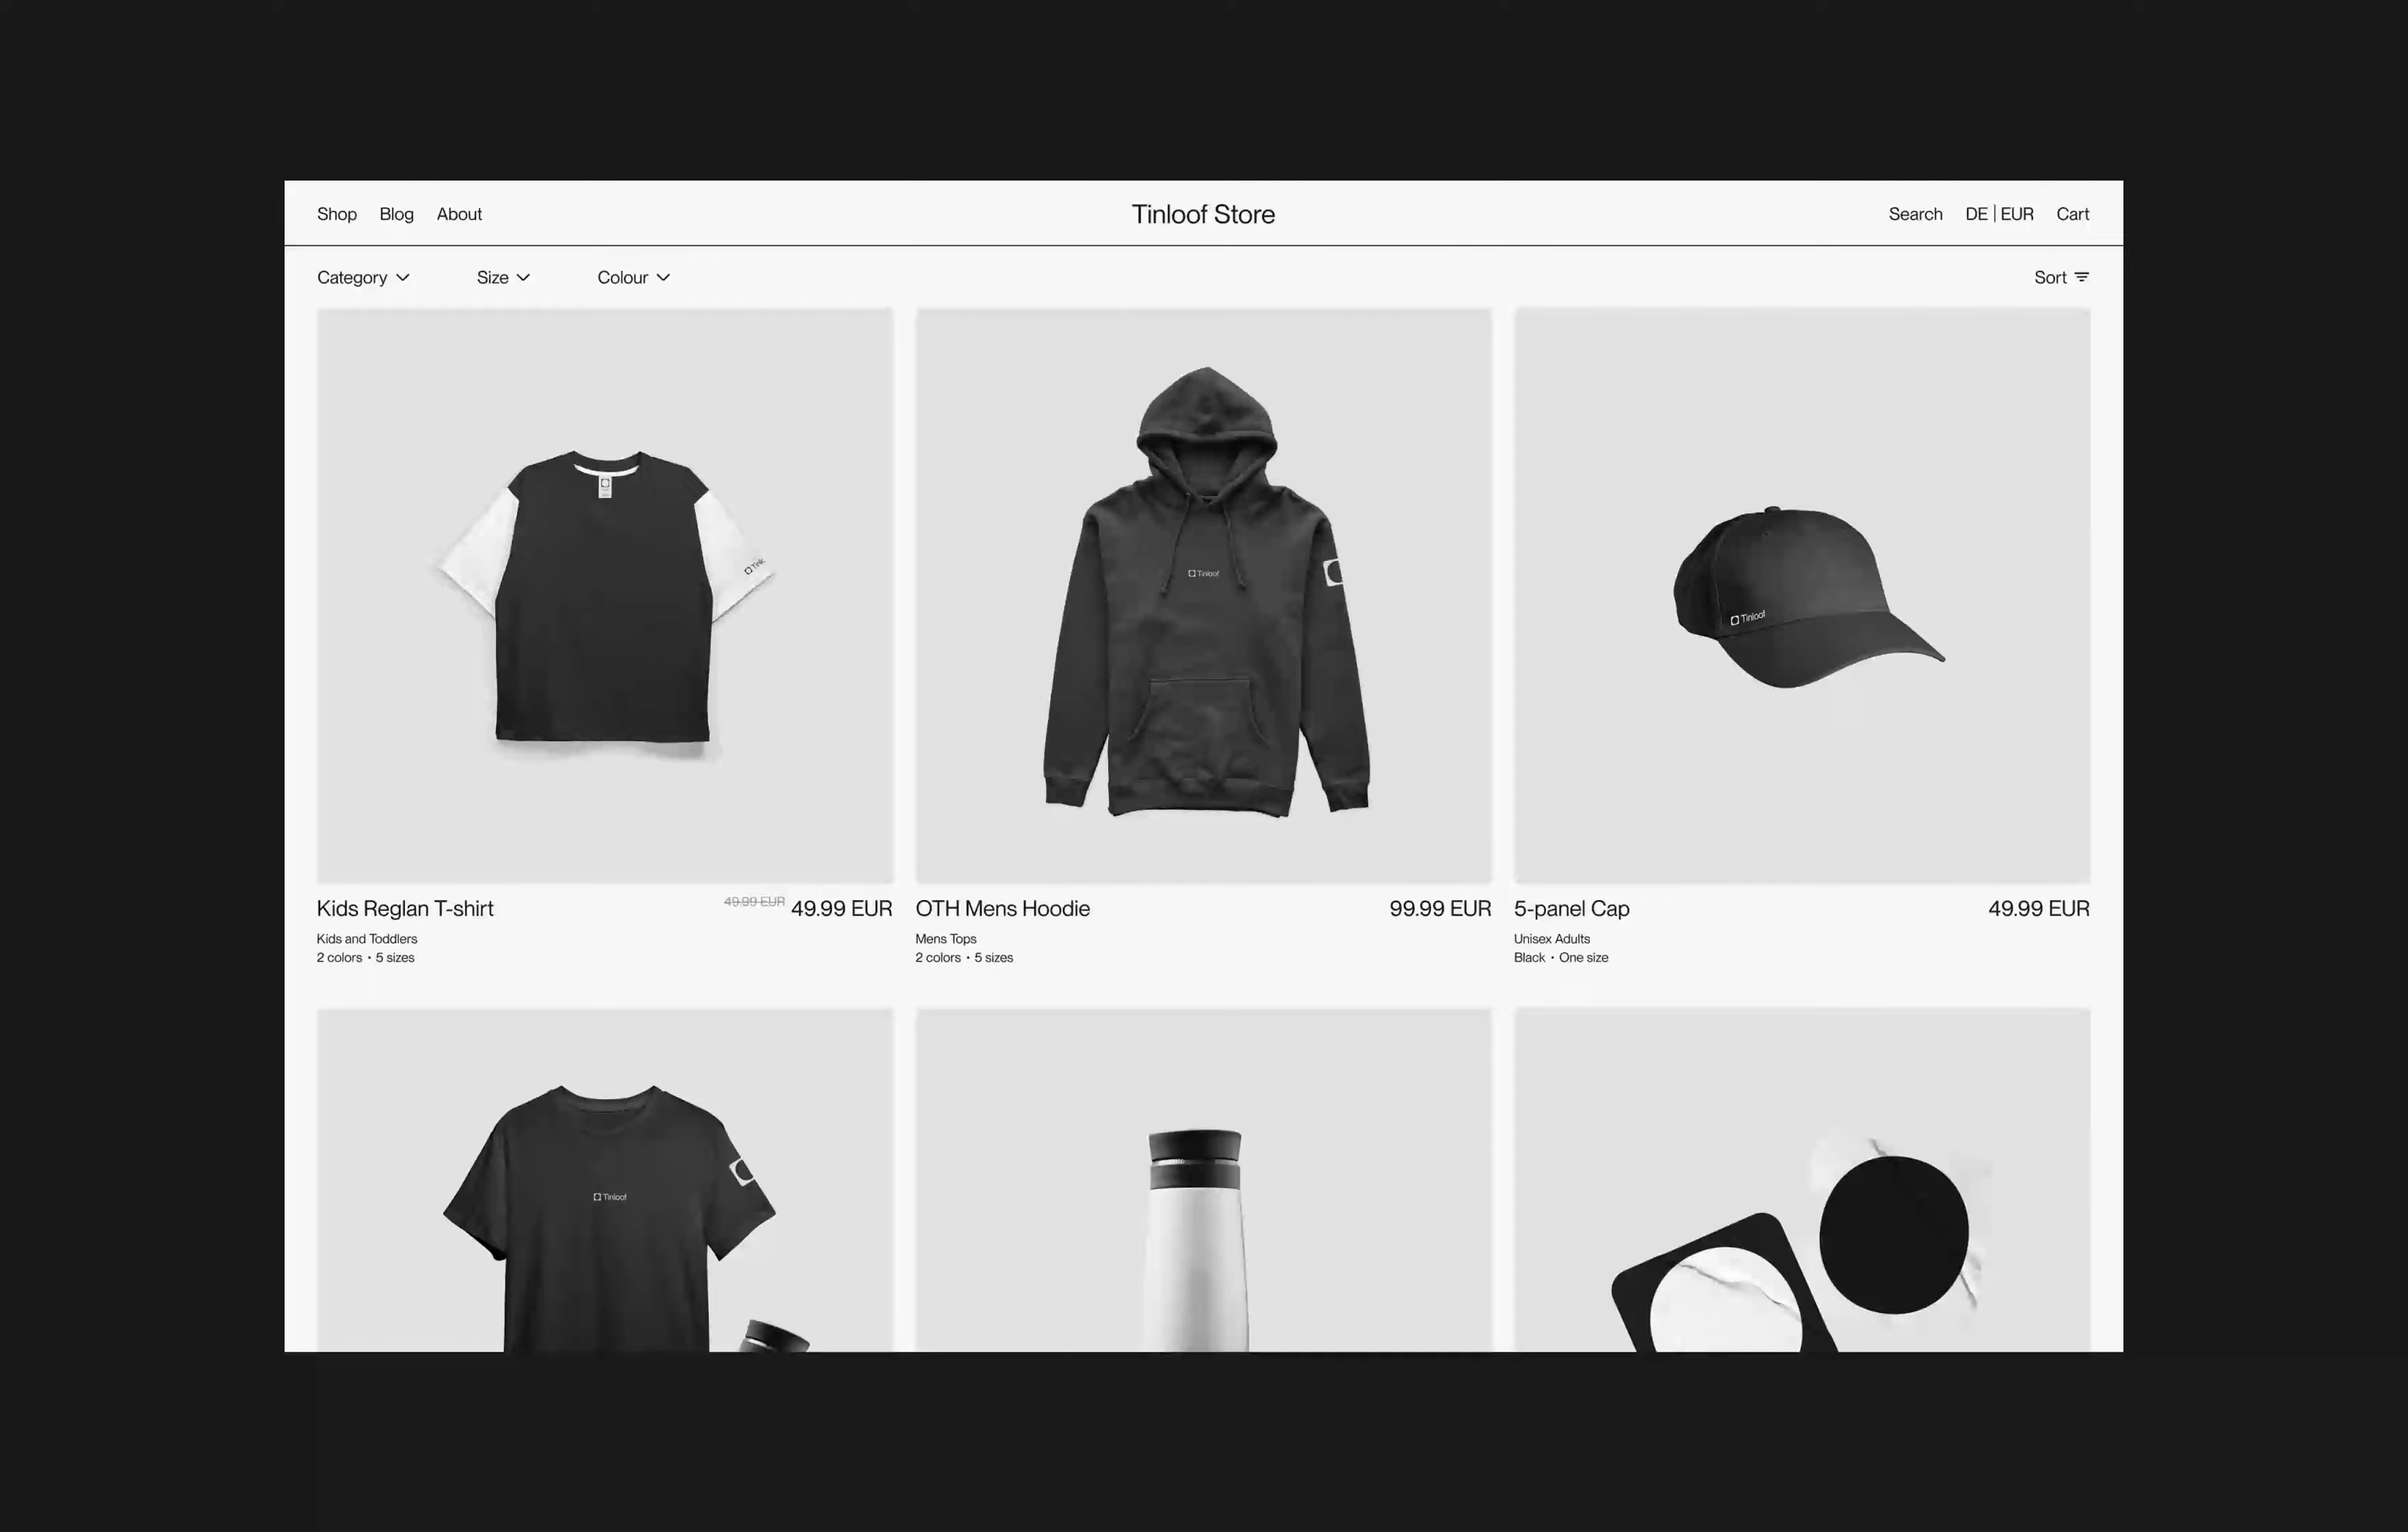 Shop Blog About
Tinloof Store
Search DE | EUR Cart
Category Size Colour
Sort
Tinloof
Tinloof
Kids Reglan T-shirt
49.99 EUR 49.99 EUR
Kids and Toddlers
2 colors • 5 sizes
OTH Mens Hoodie
99.99 EUR
Mens Tops
2 colors • 5 sizes
5-panel Cap
49.99 EUR
Unisex Adults
Black • One size
Tinloof